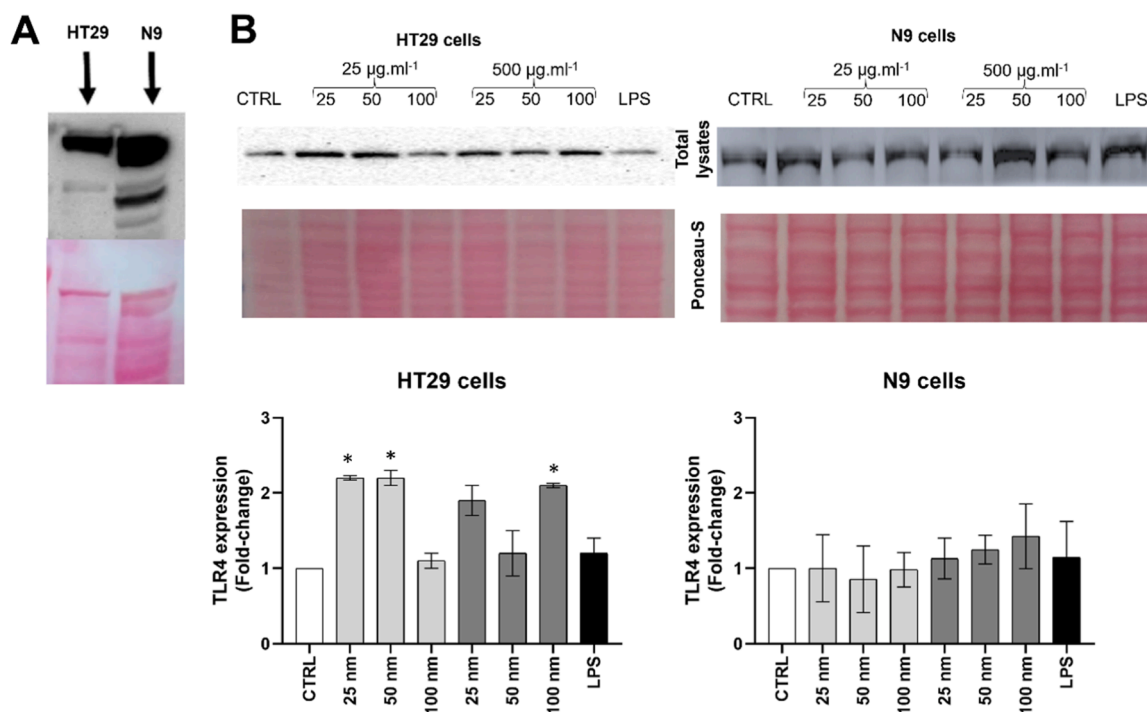 A
HT29 N9
B
HT29 cells
25 µg.ml-1 500 µg.ml-1
CTRL 25 50 100 25 50 100 LPS
N9 cells
25 µg.ml-1 500 µg.ml-1
CTRL 25 50 100 25 50 100 LPS
Total
lysates
Ponceau-S
HT29 cells
TLR4 expression
(Fold-change)
3
2
1
0
* * *
CTRL 25 nm 50 nm 100 nm 25 nm 50 nm 100 nm LPS
N9 cells
TLR4 expression
(Fold-change)
3
2
1
0
CTRL 25 nm 50 nm 100 nm 25 nm 50 nm 100 nm LPS